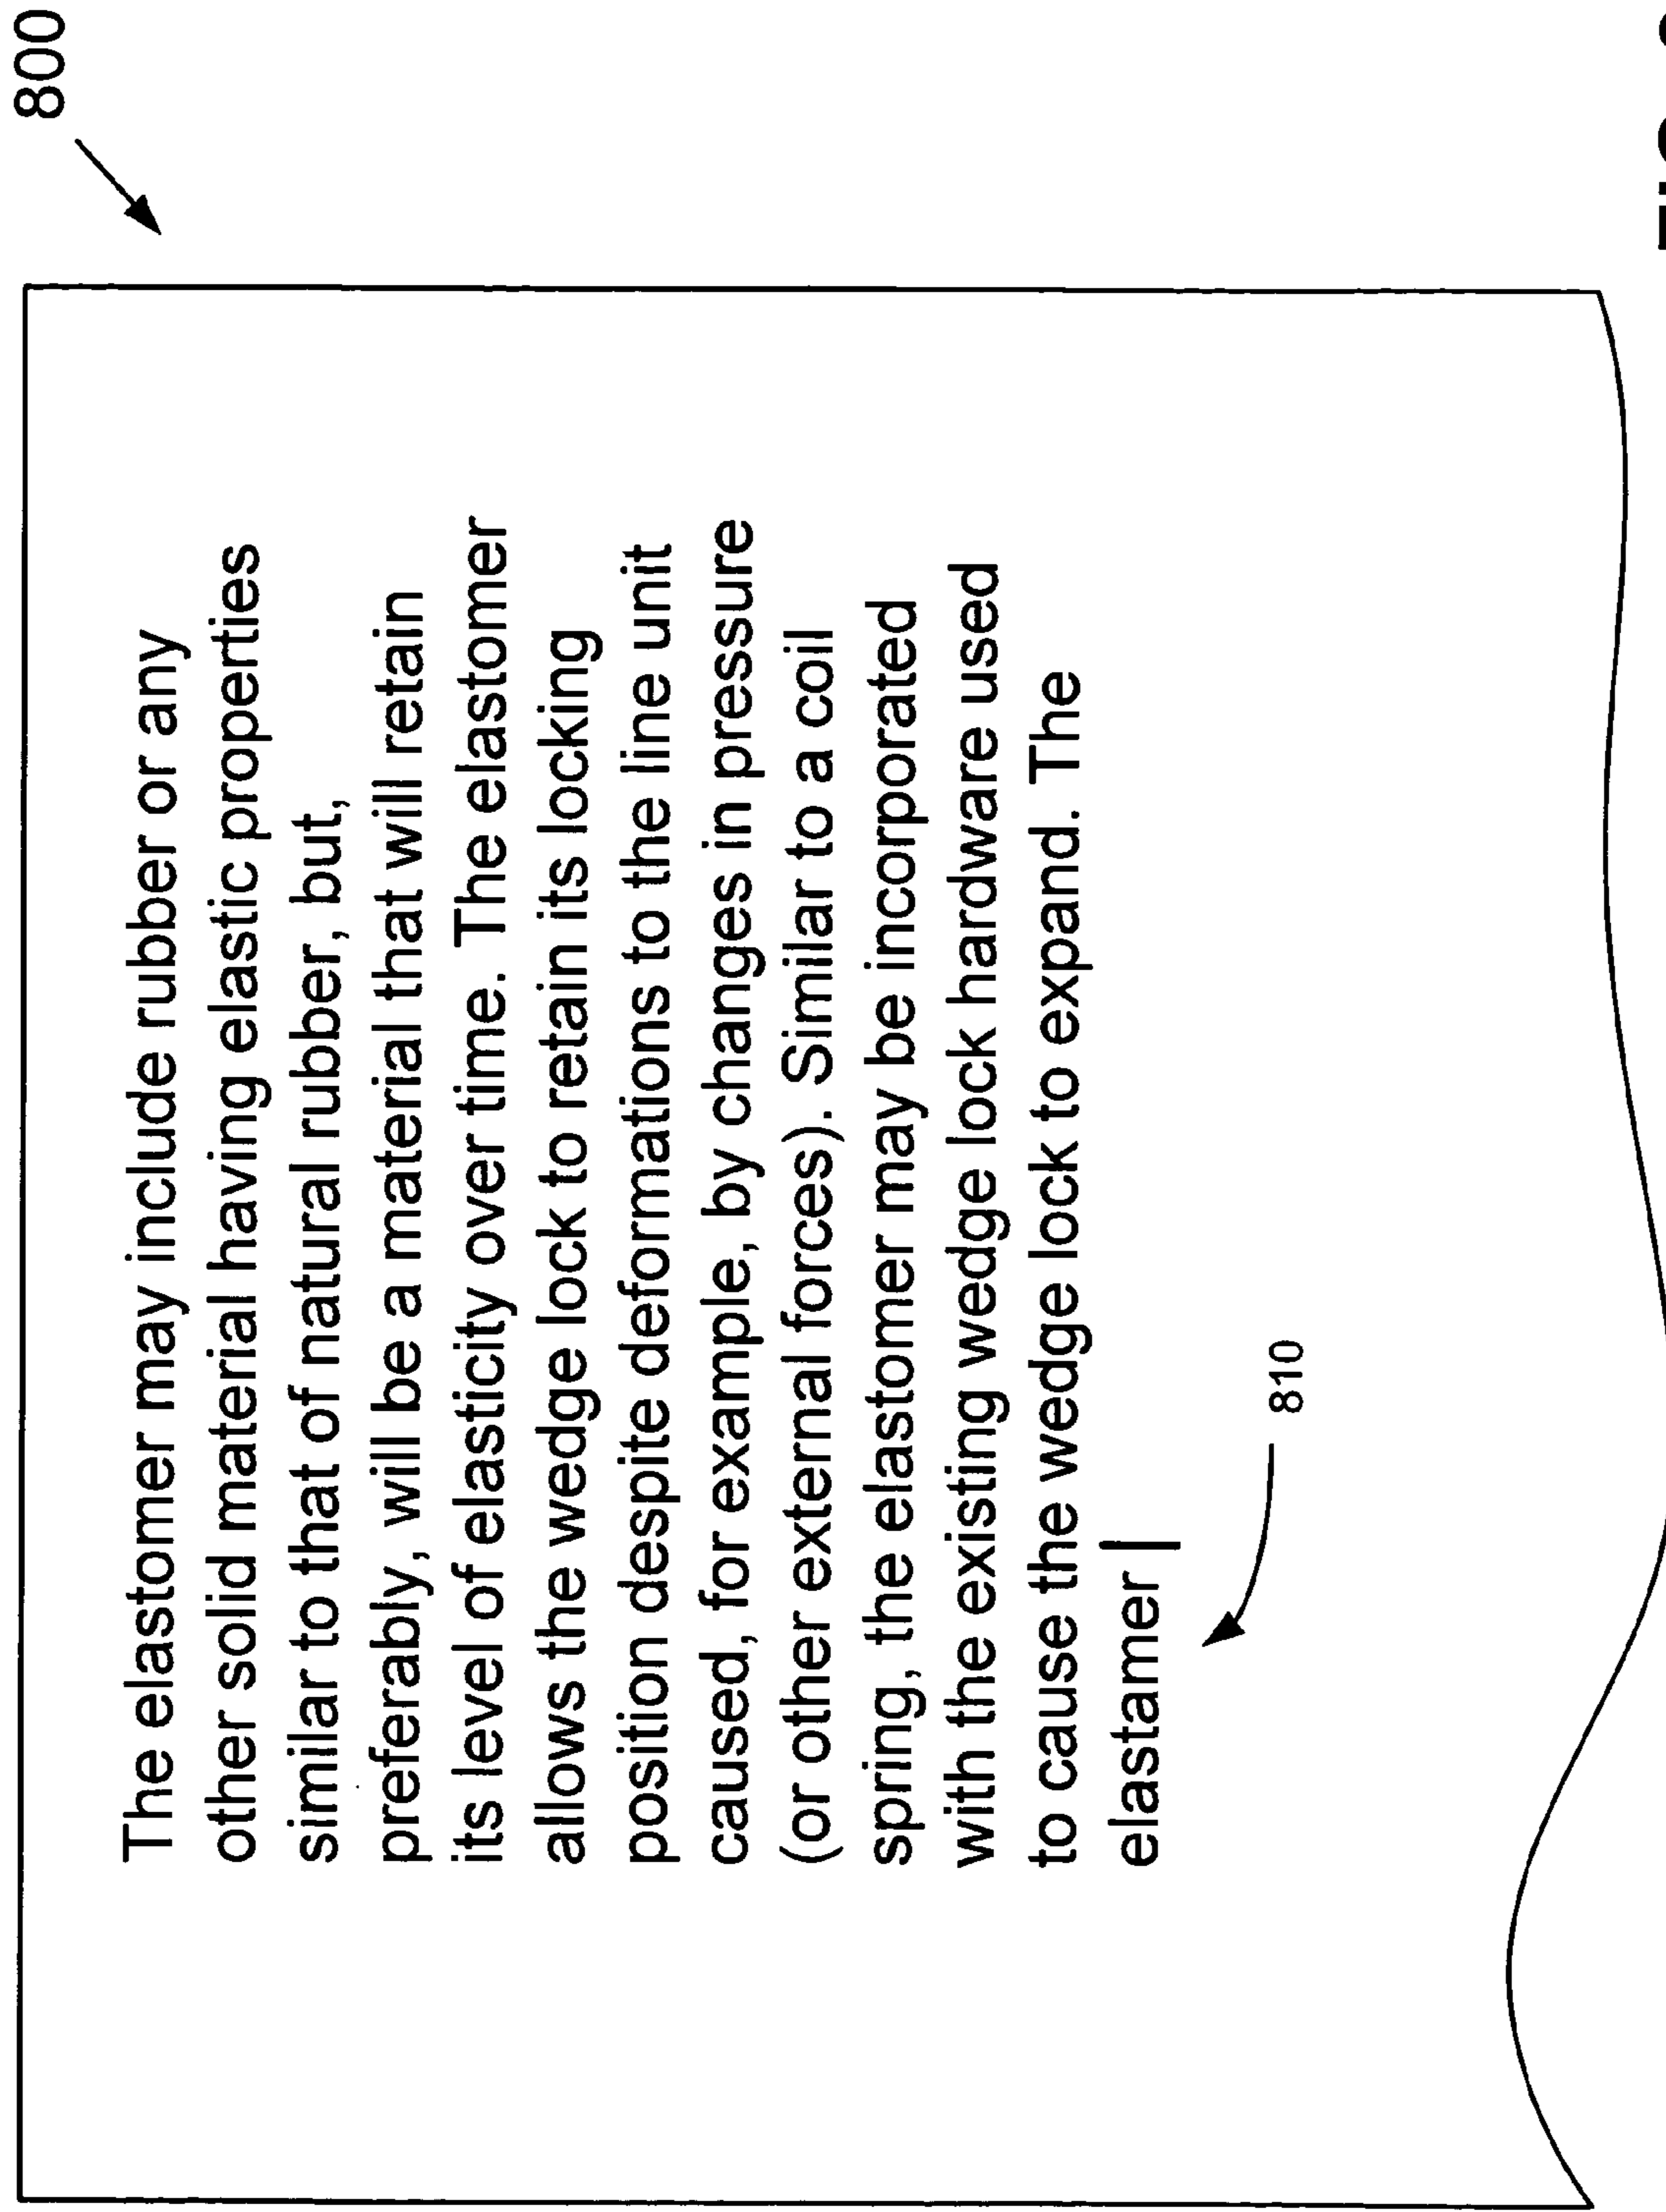 800
The elastomer may include rubber or any
other solid material having elastic properties
similar to that of natural rubber, but,
preferably, will be a material that will retain
its level of elasticity over time. The elastomer
allows the wedge lock to retain its locking
position despite deformations to the line unit
caused, for example, by changes in pressure
(or other external forces). Similar to a coil
spring, the elastomer may be incorporated
with the existing wedge lock hardware used
to cause the wedge lock to expand. The
elastamer |
810